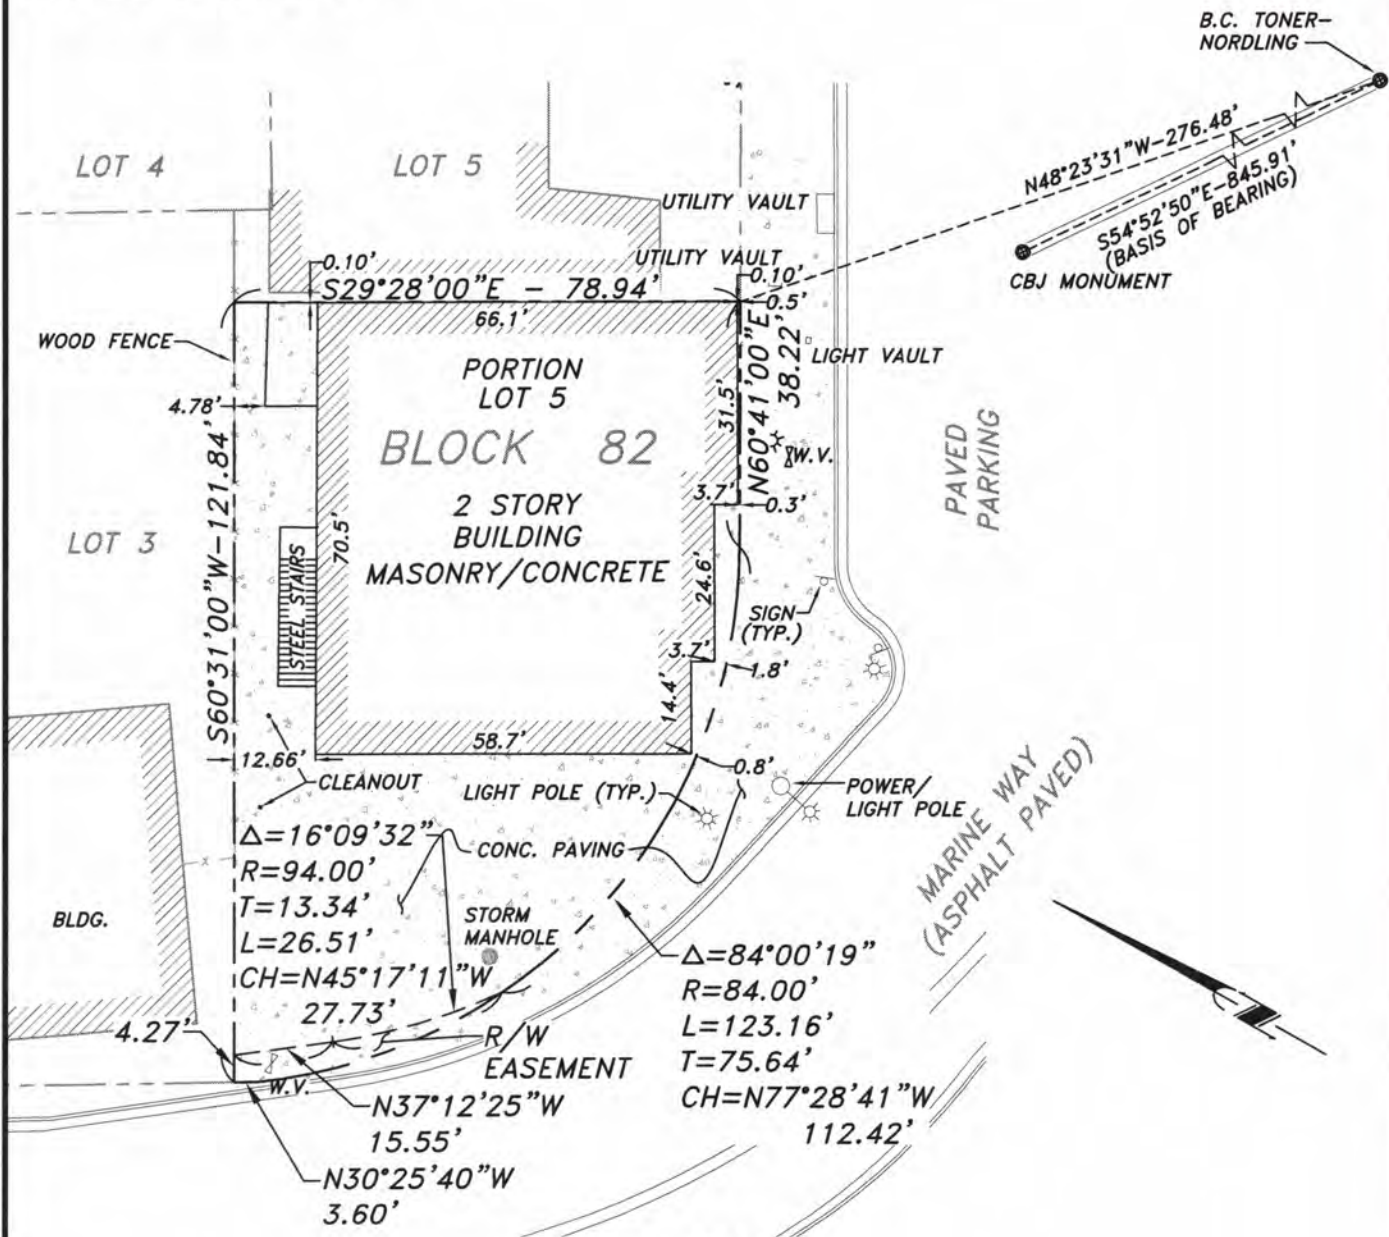 B.C. TONER-
NORDLING
N48°23'31"W-276.48'
S54°52'50"E-845.91'
(BASIS OF BEARING)
CBJ MONUMENT
LOT 4
LOT 5
UTILITY VAULT
UTILITY VAULT
0.10'
0.10'
S29°28'00"E - 78.94'
0.5'
66.1'
WOOD FENCE
LIGHT VAULT
PORTION
LOT 5
N60°41'00"E
38.22'
31.5'
4.78'
BLOCK 82
W.V.
PAVED
PARKING
3.7'
0.3'
2 STORY
BUILDING
MASONRY/CONCRETE
LOT 3
S60°31'00"W-121.84'
70.5'
STEEL STAIRS
24.6'
SIGN
(TYP.)
3.7'
1.8'
14.4'
58.7'
12.66'
0.8'
CLEANOUT
LIGHT POLE (TYP.)
POWER/
LIGHT POLE
MARINE WAY
(ASPHALT PAVED)
Δ=16°09'32"
R=94.00'
T=13.34'
L=26.51'
CH=N45°17'11"W
27.73'
CONC. PAVING
STORM
MANHOLE
BLDG.
Δ=84°00'19"
R=84.00'
L=123.16'
T=75.64'
CH=N77°28'41"W
112.42'
4.27'
R/W
EASEMENT
W.V.
N37°12'25"W
15.55'
N30°25'40"W
3.60'